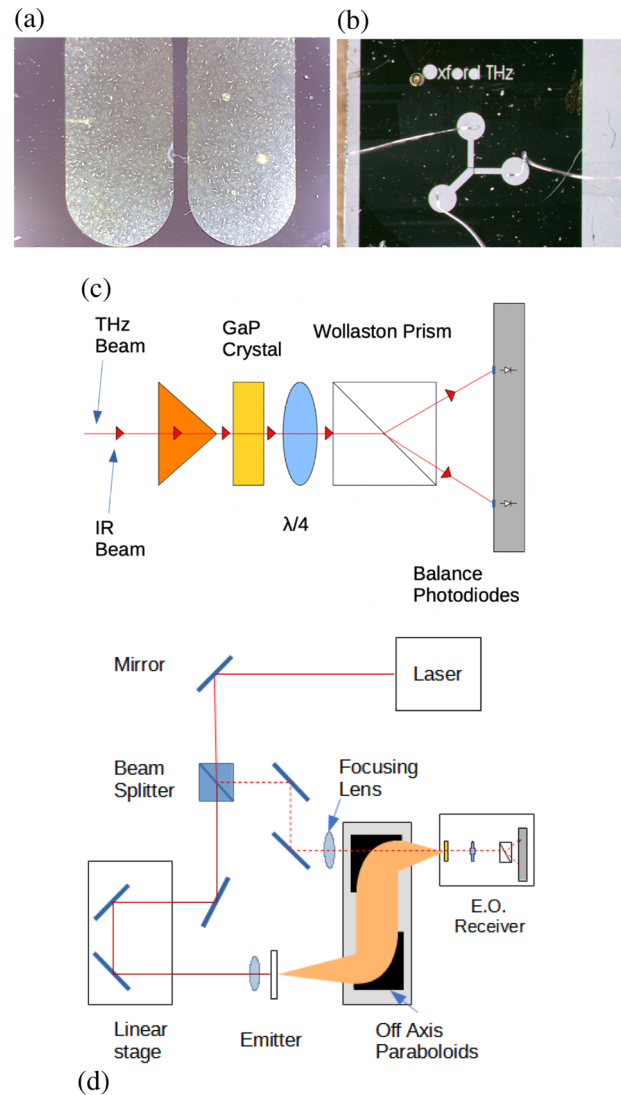 (a)
(b)
Oxford THz
(c)
THz
Beam
GaP
Crystal
Wollaston Prism
IR
Beam
λ/4
Balance
Photodiodes
Mirror
Laser
Beam
Splitter
Focusing
Lens
E.O.
Receiver
Linear
stage
Emitter
Off Axis
Paraboloids
(d)